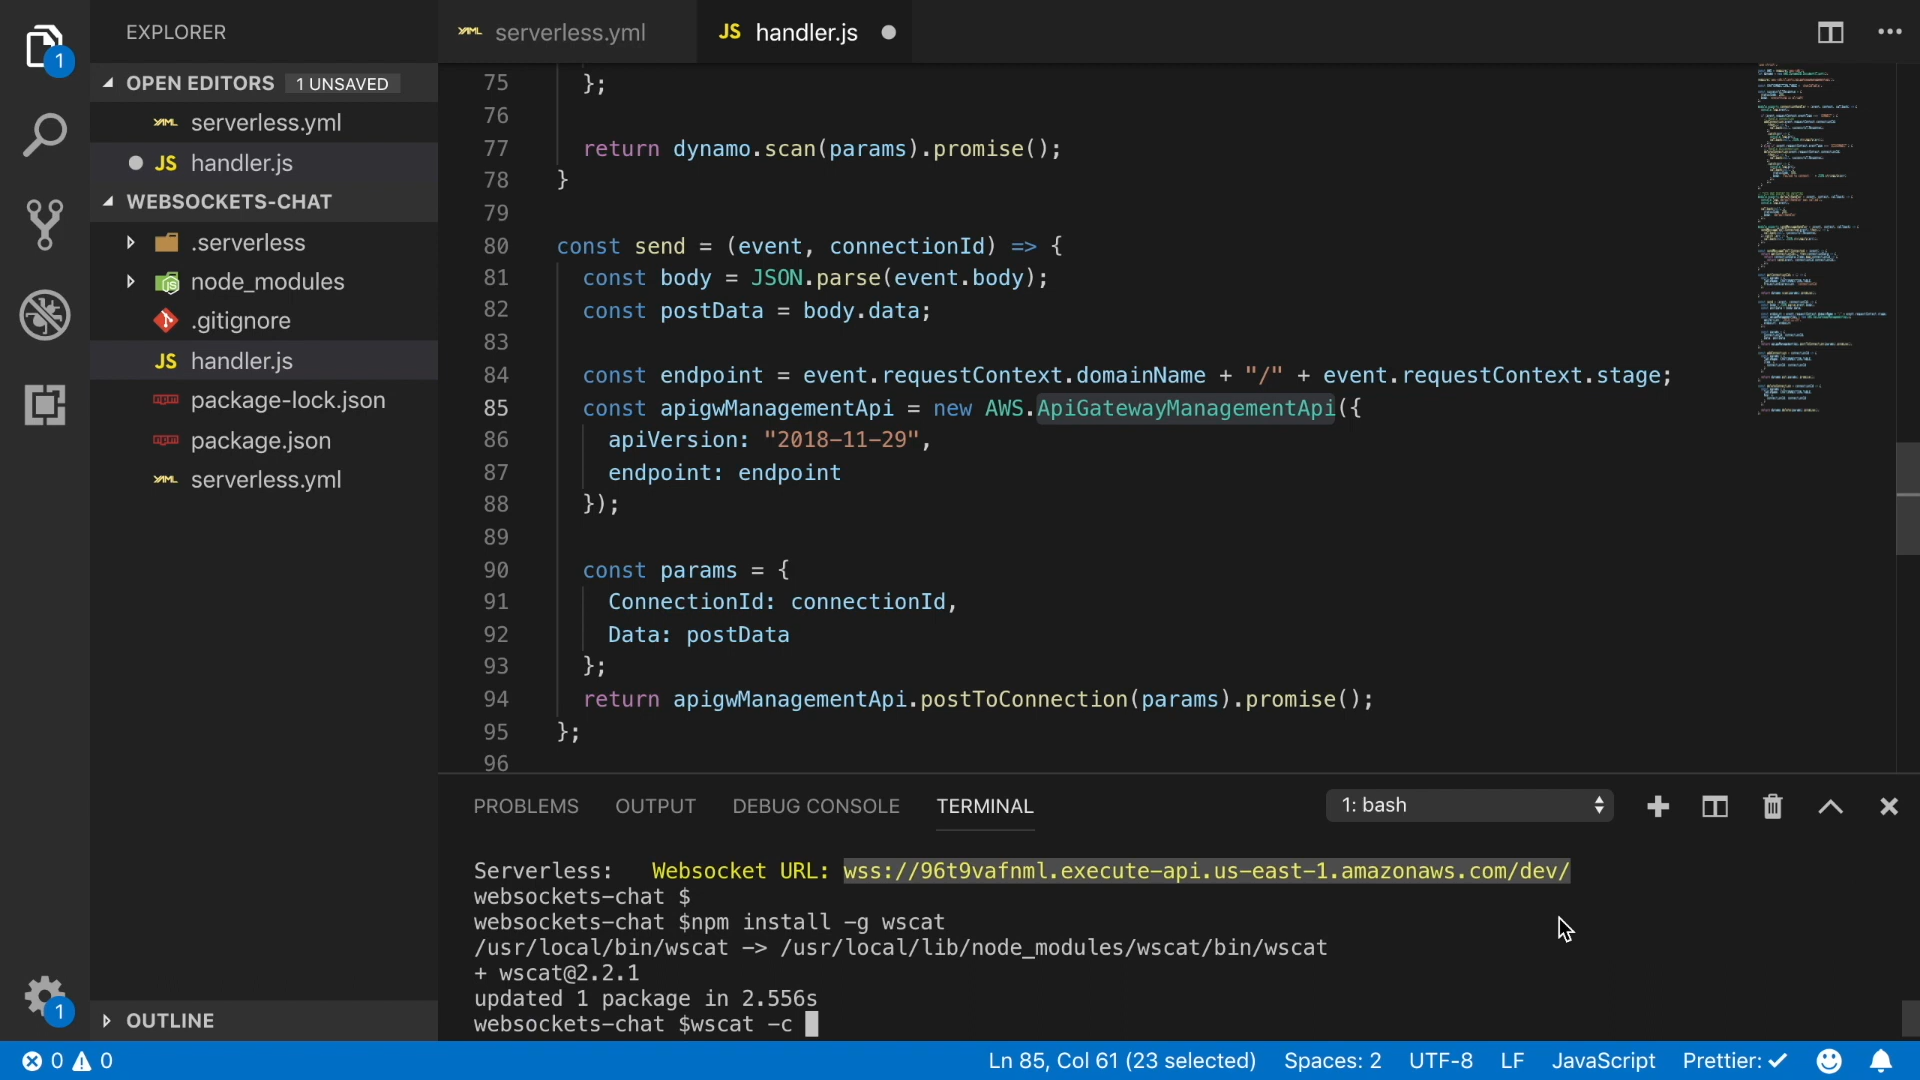 EXPLORER
OPEN EDITORS 1 UNSAVED
serverless.yml
JS handler.js
WEBSOCKETS-CHAT
.serverless
node_modules
.gitignore
JS handler.js
package-lock.json
package.json
serverless.yml
OUTLINE
1
1
serverless.yml
JS handler.js
75 };
76
77 return dynamo.scan(params).promise();
78 }
79
80 const send = (event, connectionId) => {
81 const body = JSON.parse(event.body);
82 const postData = body.data;
83
84 const endpoint = event.requestContext.domainName + "/" + event.requestContext.stage;
85 const apigwManagementApi = new AWS.ApiGatewayManagementApi({
86 apiVersion: "2018-11-29",
87 endpoint: endpoint
88 });
89
90 const params = {
91 ConnectionId: connectionId,
92 Data: postData
93 };
94 return apigwManagementApi.postToConnection(params).promise();
95 };
96
PROBLEMS OUTPUT DEBUG CONSOLE TERMINAL 1: bash
Serverless: Websocket URL: wss://96t9vafnml.execute-api.us-east-1.amazonaws.com/dev/
websockets-chat $
websockets-chat $npm install -g wscat
/usr/local/bin/wscat -> /usr/local/lib/node_modules/wscat/bin/wscat
+ wscat@2.2.1
updated 1 package in 2.556s
websockets-chat $wscat -c
0 0 Ln 85, Col 61 (23 selected) Spaces: 2 UTF-8 LF JavaScript Prettier: ✓